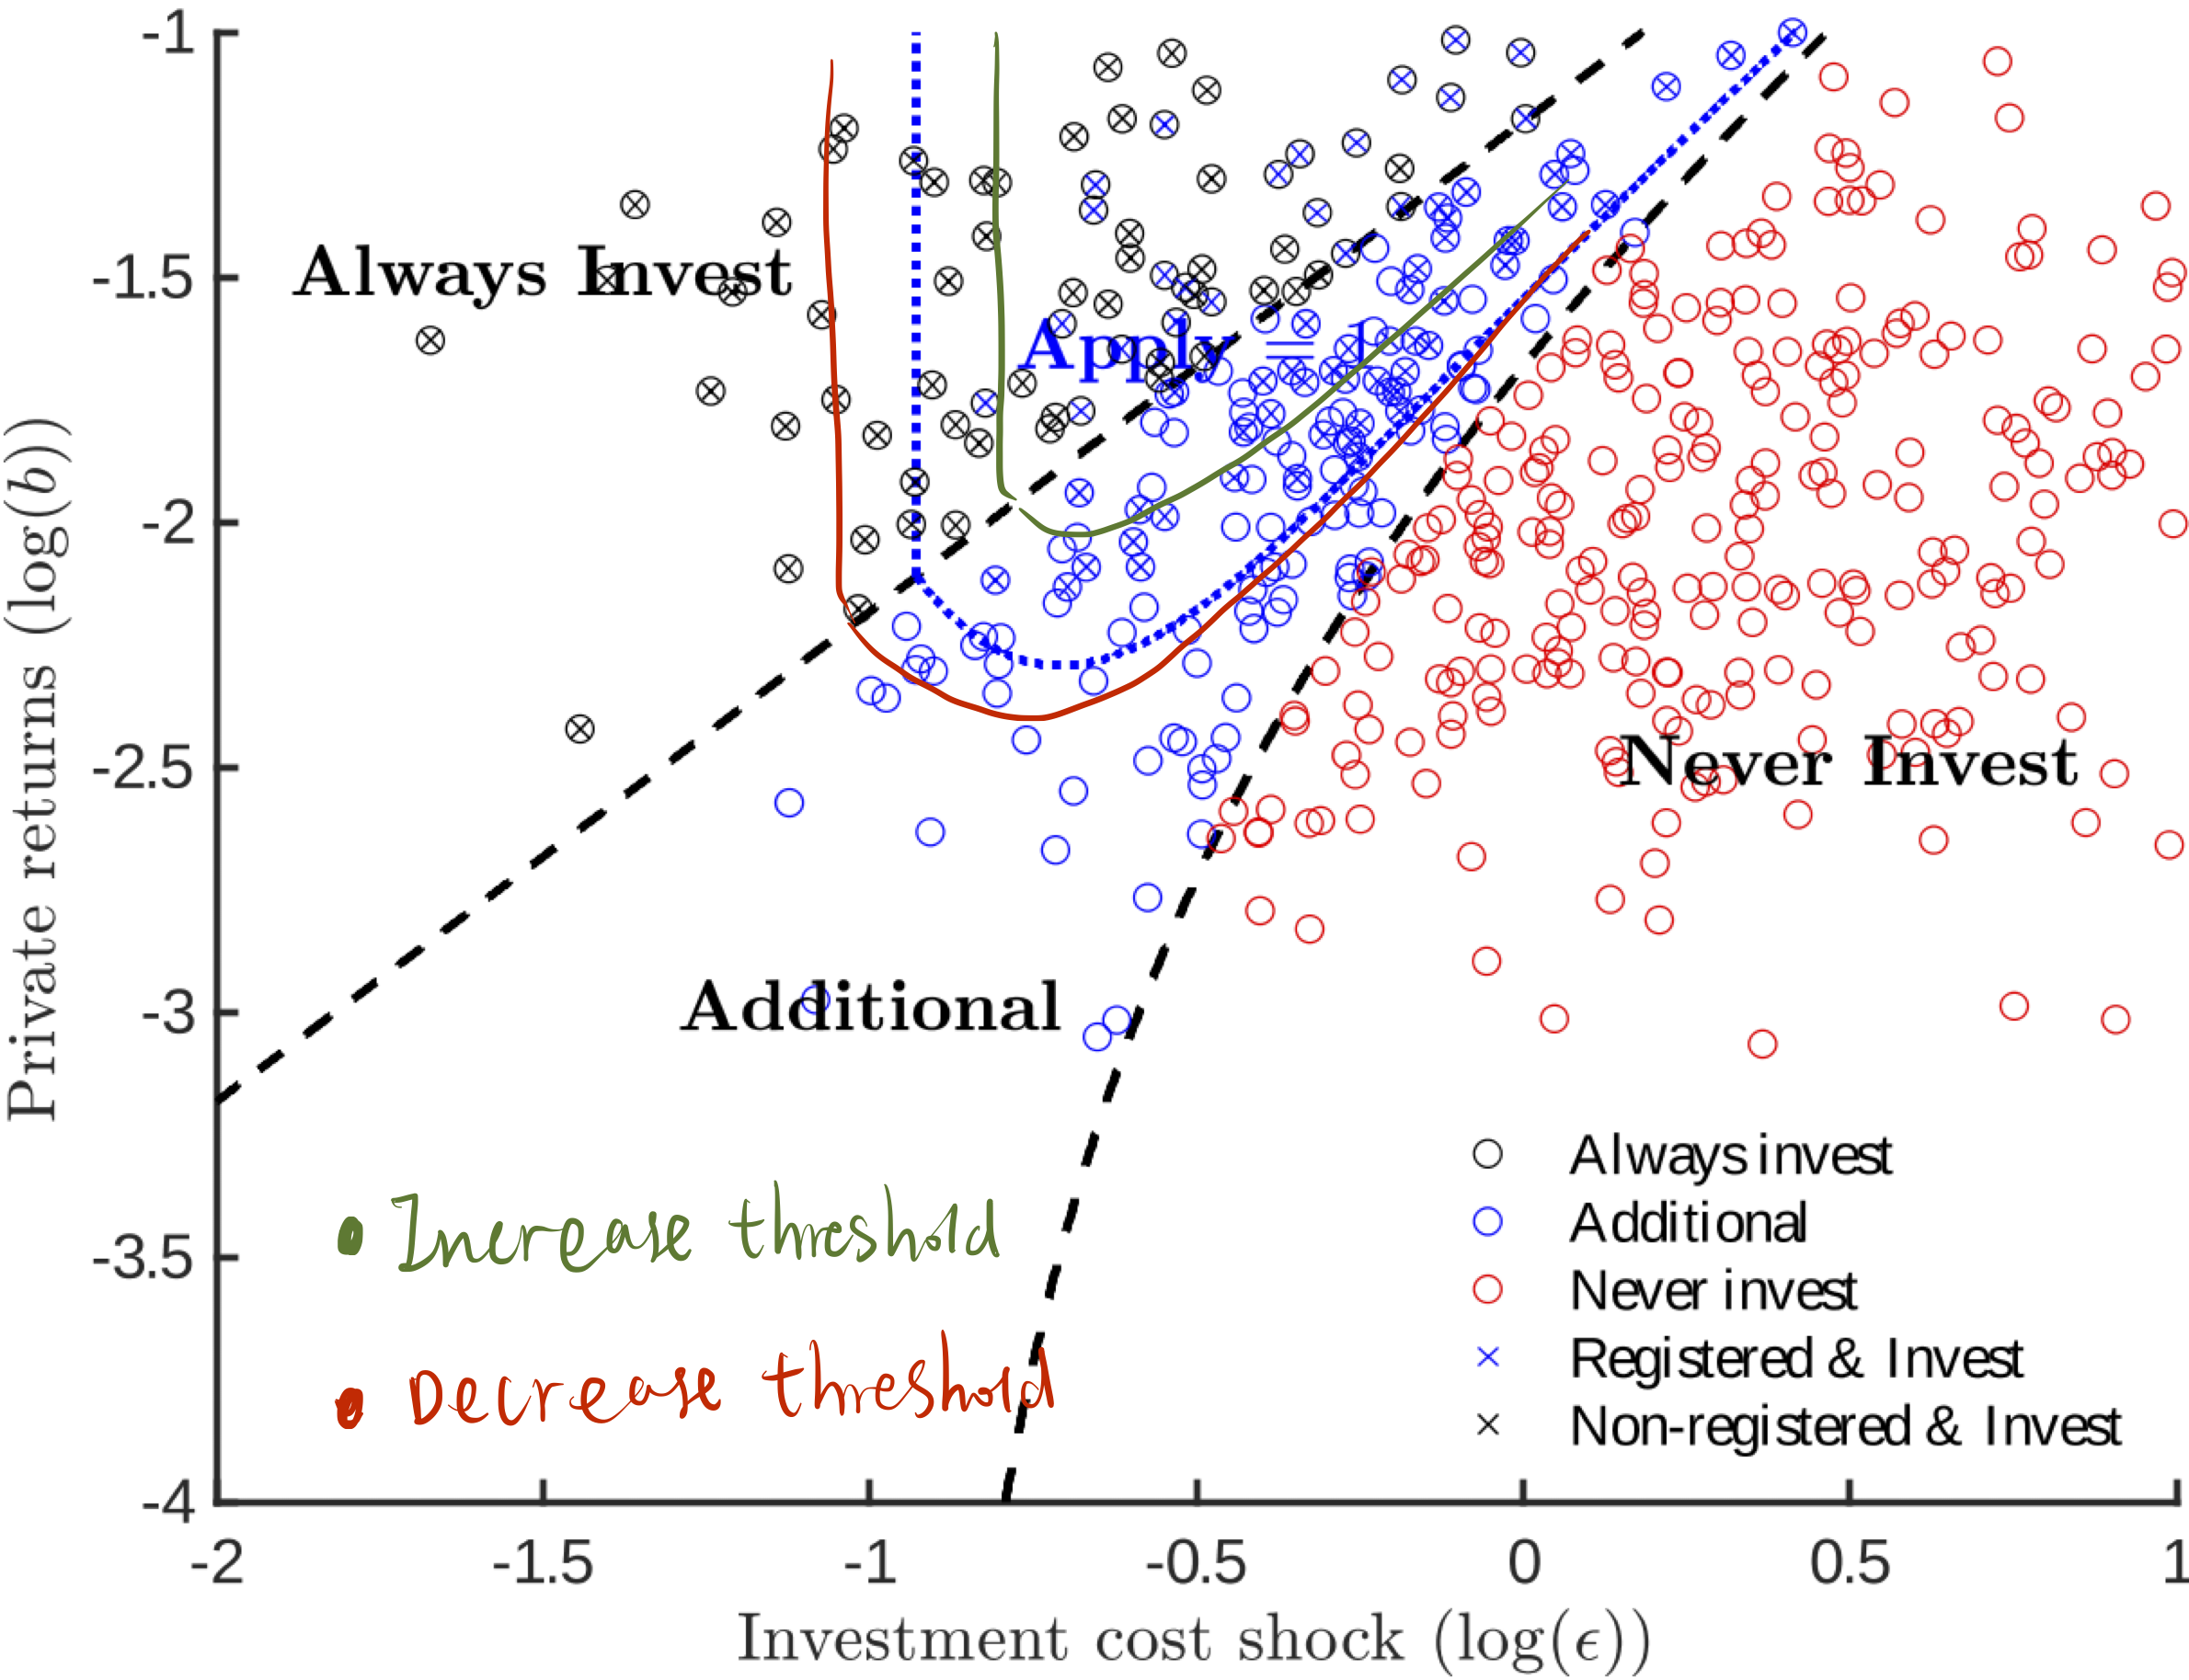 -1
-1.5
-2
-2.5
-3
-3.5
-4
Private returns (log(b))
Always Invest
Apply = 1
Never Invest
Additional
Increase threshold
Decrease threshold
Always invest
Additional
Never invest
Registered & Invest
Non-registered & Invest
-2 -1.5 -1 -0.5 0 0.5 1
Investment cost shock (log(ϵ))